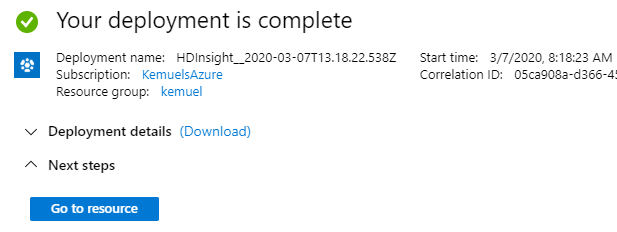 Your deployment is complete
Deployment name: HDInsight__2020-03-07T13.18.22.538Z Start time: 3/7/2020, 8:18:23 AM
Subscription: KemuelsAzure Correlation ID: 05ca908a-d366-45
Resource group: kemuel
Deployment details (Download)
Next steps
Go to resource